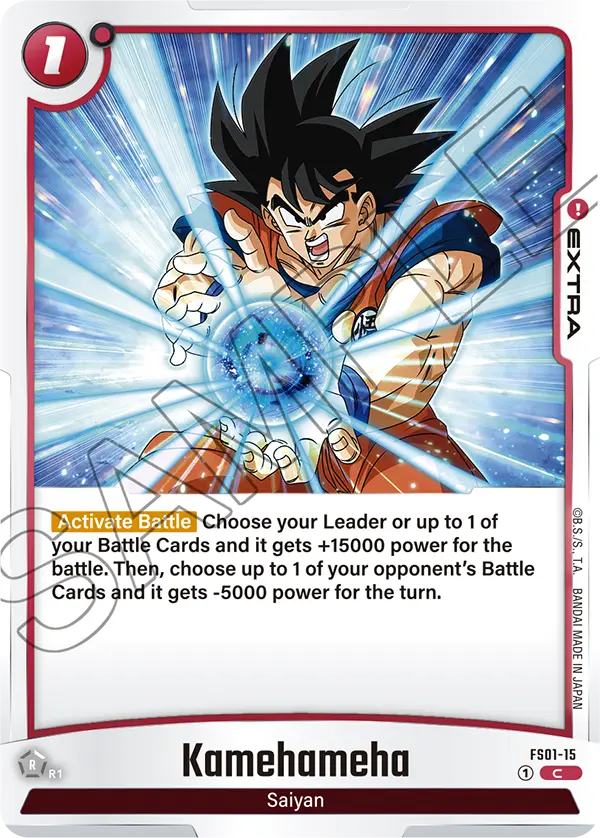 1
! EXTRA
SAMPLE
Activate Battle Choose your Leader or up to 1 of
your Battle Cards and it gets +15000 power for the
battle. Then, choose up to 1 of your opponent's Battle
Cards and it gets -5000 power for the turn.
©B.S./S., T.A. BANDAI MADE IN JAPAN
R R1
Kamehameha
FS01-15
1 C
Saiyan